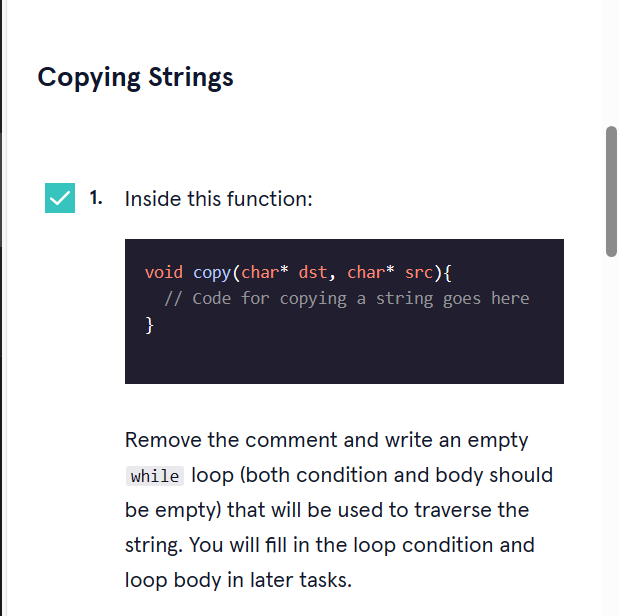 Copying Strings
1. Inside this function:
void copy(char* dst, char* src){
  // Code for copying a string goes here
}
Remove the comment and write an empty
while loop (both condition and body should
be empty) that will be used to traverse the
string. You will fill in the loop condition and
loop body in later tasks.